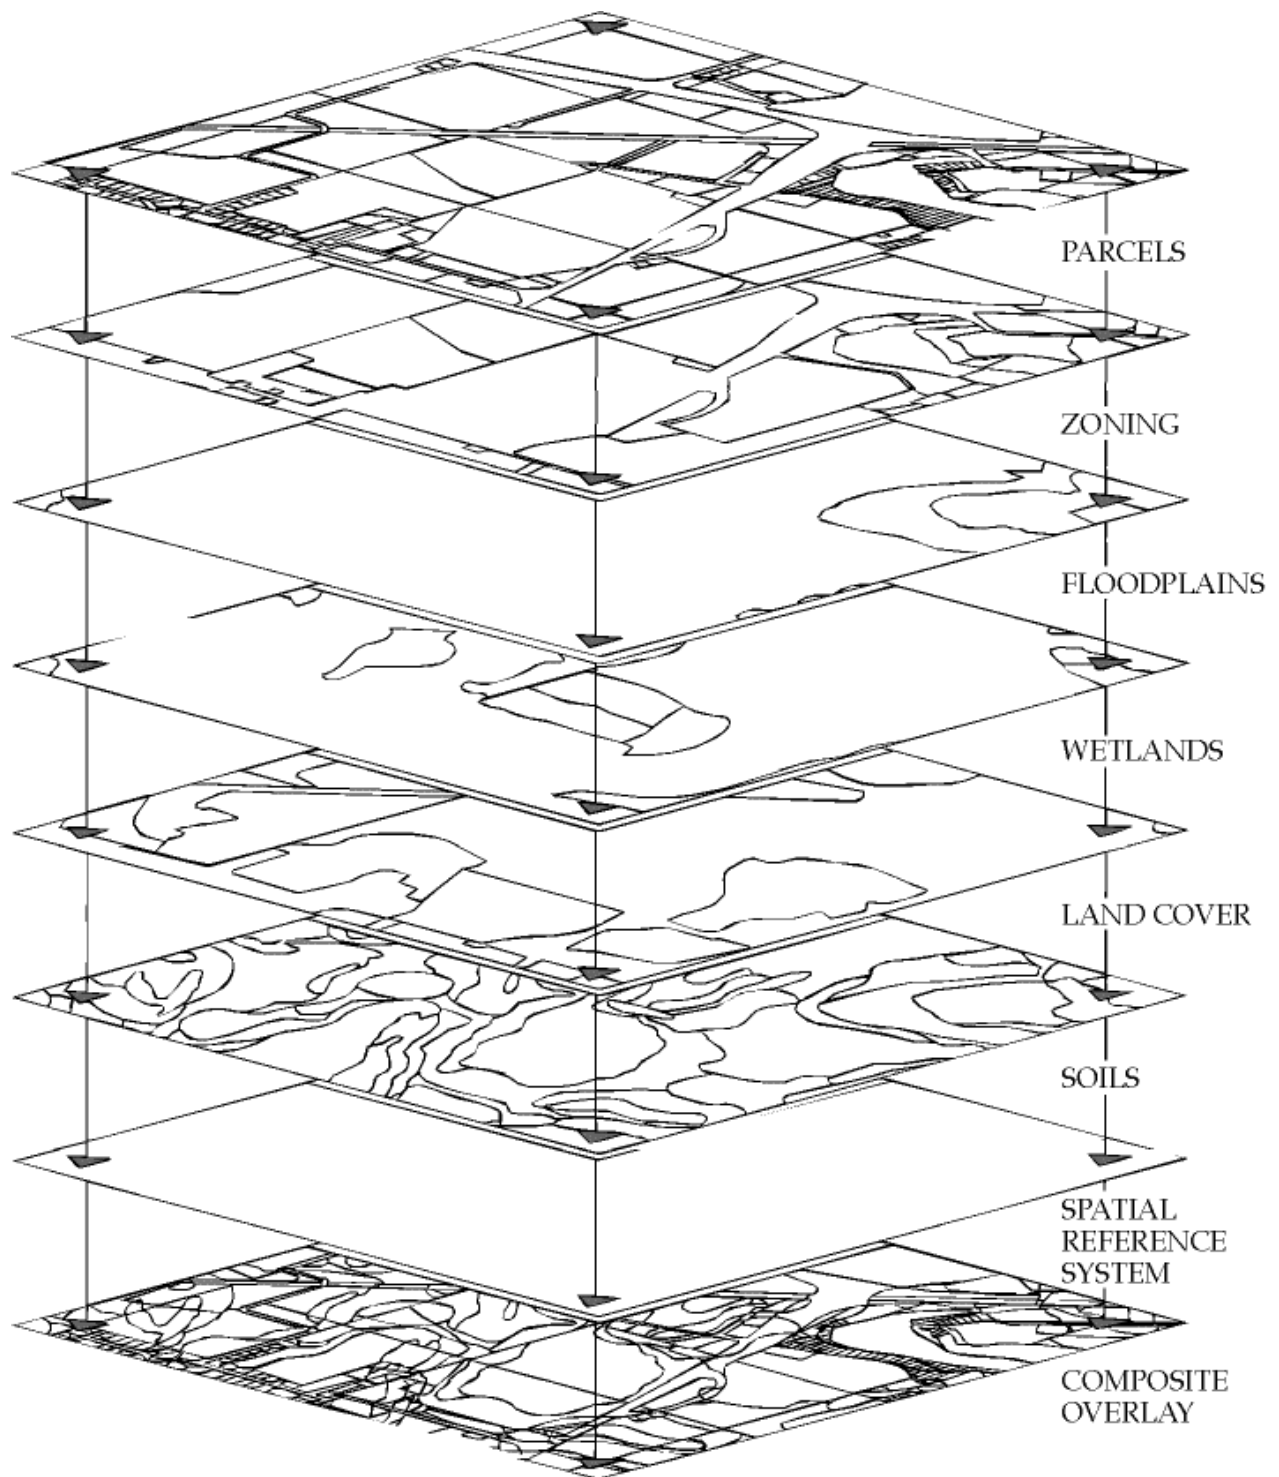 PARCELS
ZONING
FLOODPLAINS
WETLANDS
LAND COVER
SOILS
SPATIAL
REFERENCE
SYSTEM
COMPOSITE
OVERLAY